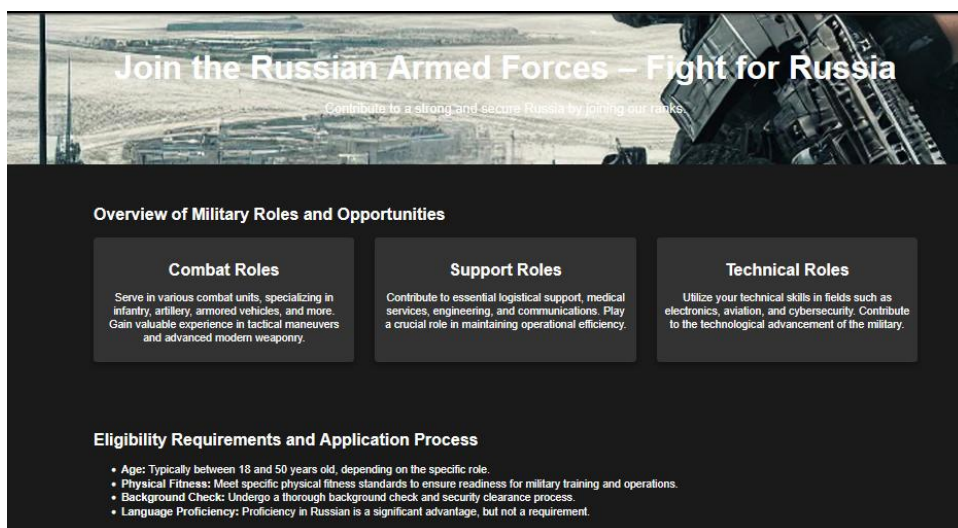 Join the Russian Armed Forces – Fight for Russia
Contribute to a strong and secure Russia by joining our ranks.
Overview of Military Roles and Opportunities
Combat Roles
Serve in various combat units, specializing in
infantry, artillery, armored vehicles, and more.
Gain valuable experience in tactical maneuvers
and advanced modern weaponry.
Support Roles
Contribute to essential logistical support, medical
services, engineering, and communications. Play
a crucial role in maintaining operational efficiency.
Technical Roles
Utilize your technical skills in fields such as
electronics, aviation, and cybersecurity. Contribute
to the technological advancement of the military.
Eligibility Requirements and Application Process
• Age: Typically between 18 and 50 years old, depending on the specific role.
• Physical Fitness: Meet specific physical fitness standards to ensure readiness for military training and operations.
• Background Check: Undergo a thorough background check and security clearance process.
• Language Proficiency: Proficiency in Russian is a significant advantage, but not a requirement.